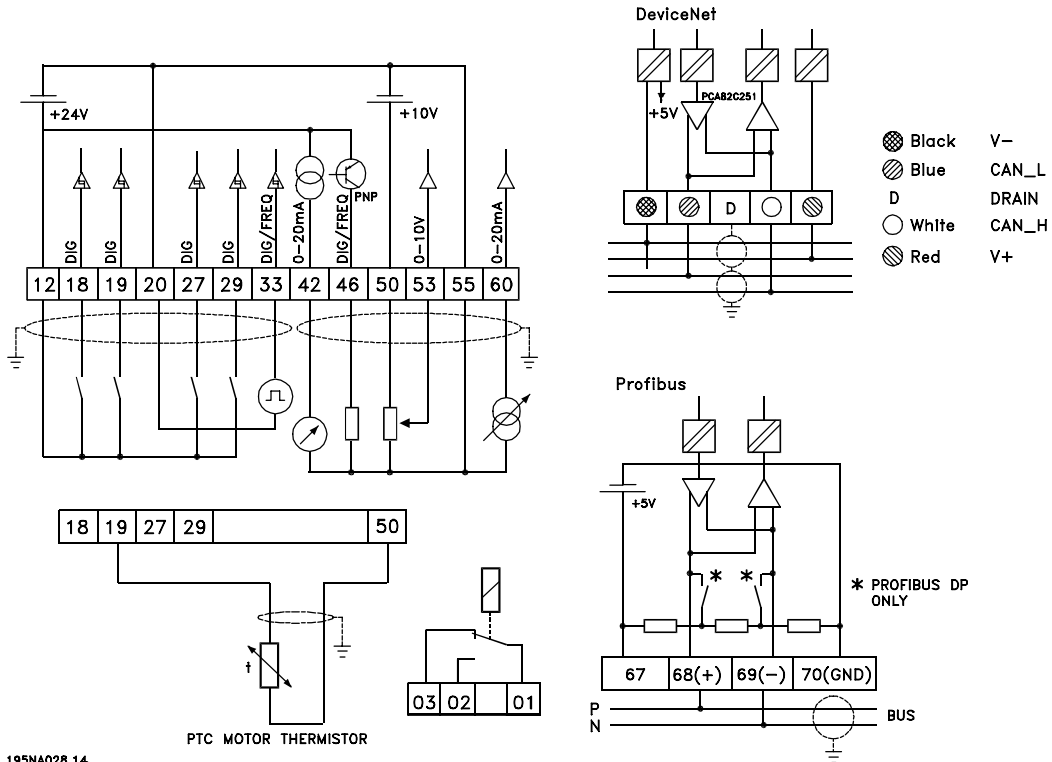 DeviceNet
+5V
PCA82C251
Black V-
Blue CAN_L
D DRAIN
White CAN_H
Red V+
D
+24V
+10V
PNP
DIG
DIG
DIG
DIG
DIG/FREQ
0-20mA
DIG/FREQ
0-10V
0-20mA
12 18 19 20 27 29 33 42 46 50 53 55 60
Profibus
+5V
* *
* PROFIBUS DP
ONLY
67 68(+) 69(-) 70(GND)
P
N
BUS
18 19 27 29 50
t
PTC MOTOR THERMISTOR
03 02 01
195NA028.14